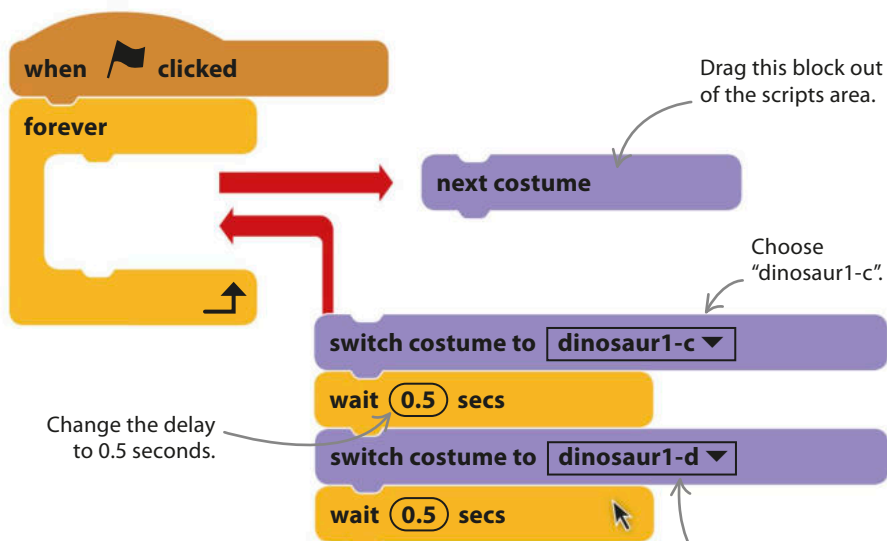 when clicked
forever
Drag this block out
of the scripts area.
next costume
Choose
“dinosaur1-c”.
switch costume to dinosaur1-c
wait 0.5 secs
Change the delay
to 0.5 seconds.
switch costume to dinosaur1-d
wait 0.5 secs